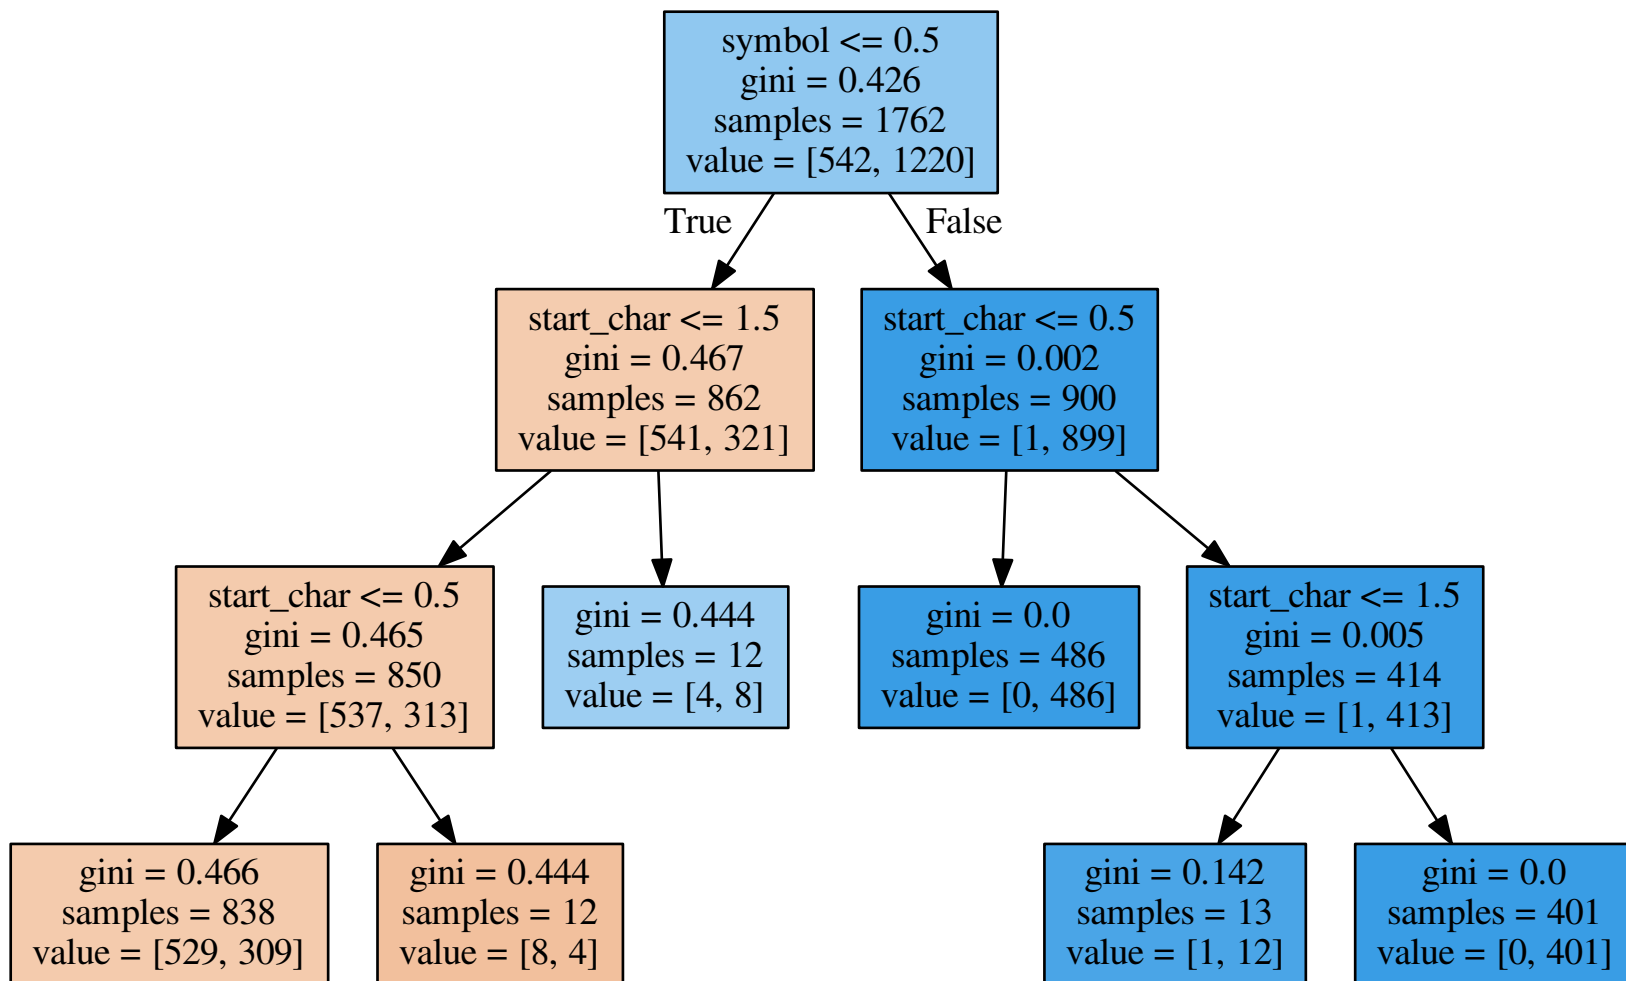 symbol <= 0.5
gini = 0.426
samples = 1762
value = [542, 1220]
True
False
start_char <= 1.5
gini = 0.467
samples = 862
value = [541, 321]
start_char <= 0.5
gini = 0.002
samples = 900
value = [1, 899]
start_char <= 0.5
gini = 0.465
samples = 850
value = [537, 313]
gini = 0.444
samples = 12
value = [4, 8]
gini = 0.0
samples = 486
value = [0, 486]
start_char <= 1.5
gini = 0.005
samples = 414
value = [1, 413]
gini = 0.466
samples = 838
value = [529, 309]
gini = 0.444
samples = 12
value = [8, 4]
gini = 0.142
samples = 13
value = [1, 12]
gini = 0.0
samples = 401
value = [0, 401]